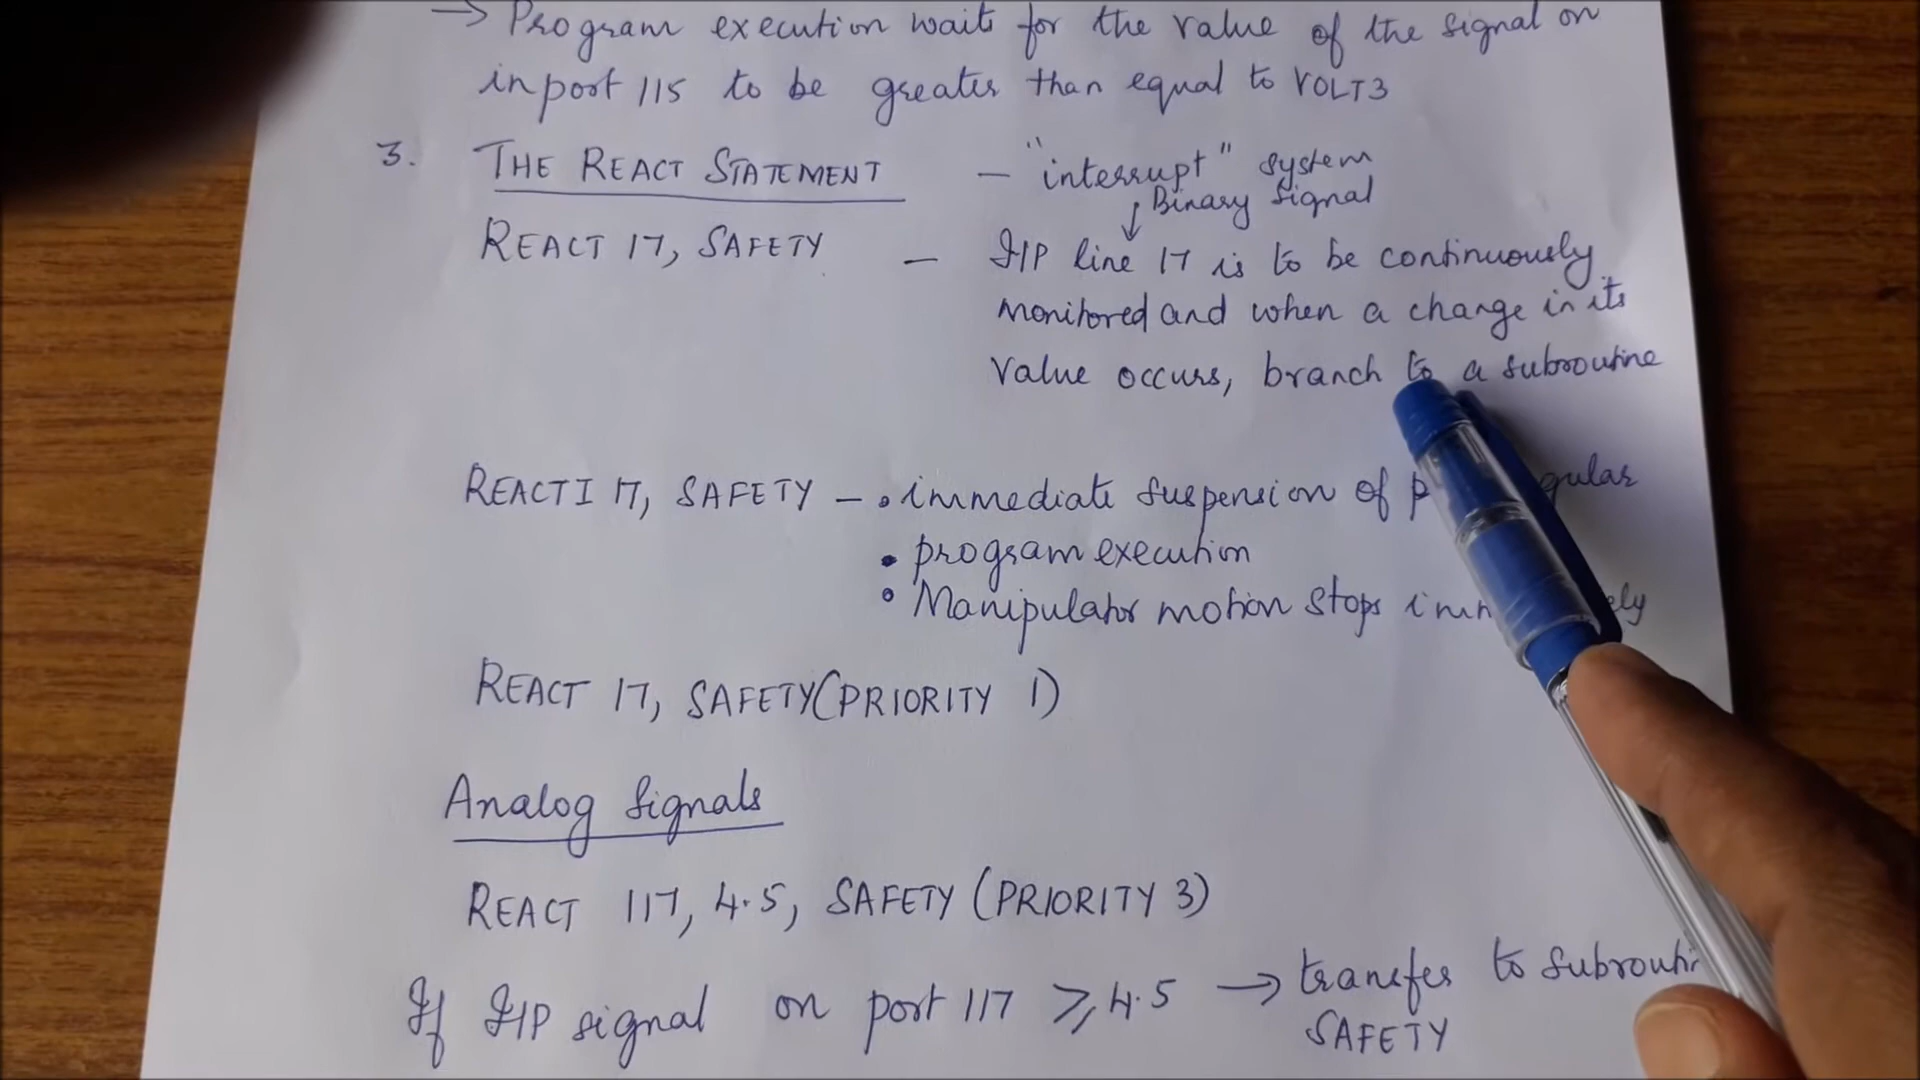 → Program execution waits for the value of the signal on
inport 115 to be greater than equal to VOLT3
3. THE REACT STATEMENT – "interrupt" system
Binary signal
REACT 17, SAFETY – I/P line 17 is to be continuously
monitored and when a change in its
value occurs, branch to a subroutine
REACTI 17, SAFETY – • immediate suspension of
• program execution
• Manipulator motion stops
REACT 17, SAFETY(PRIORITY 1)
Analog Signals
REACT 117, 4.5, SAFETY (PRIORITY 3)
If I/P signal on port 117 ≥ 4.5 → transfer to
SAFETY